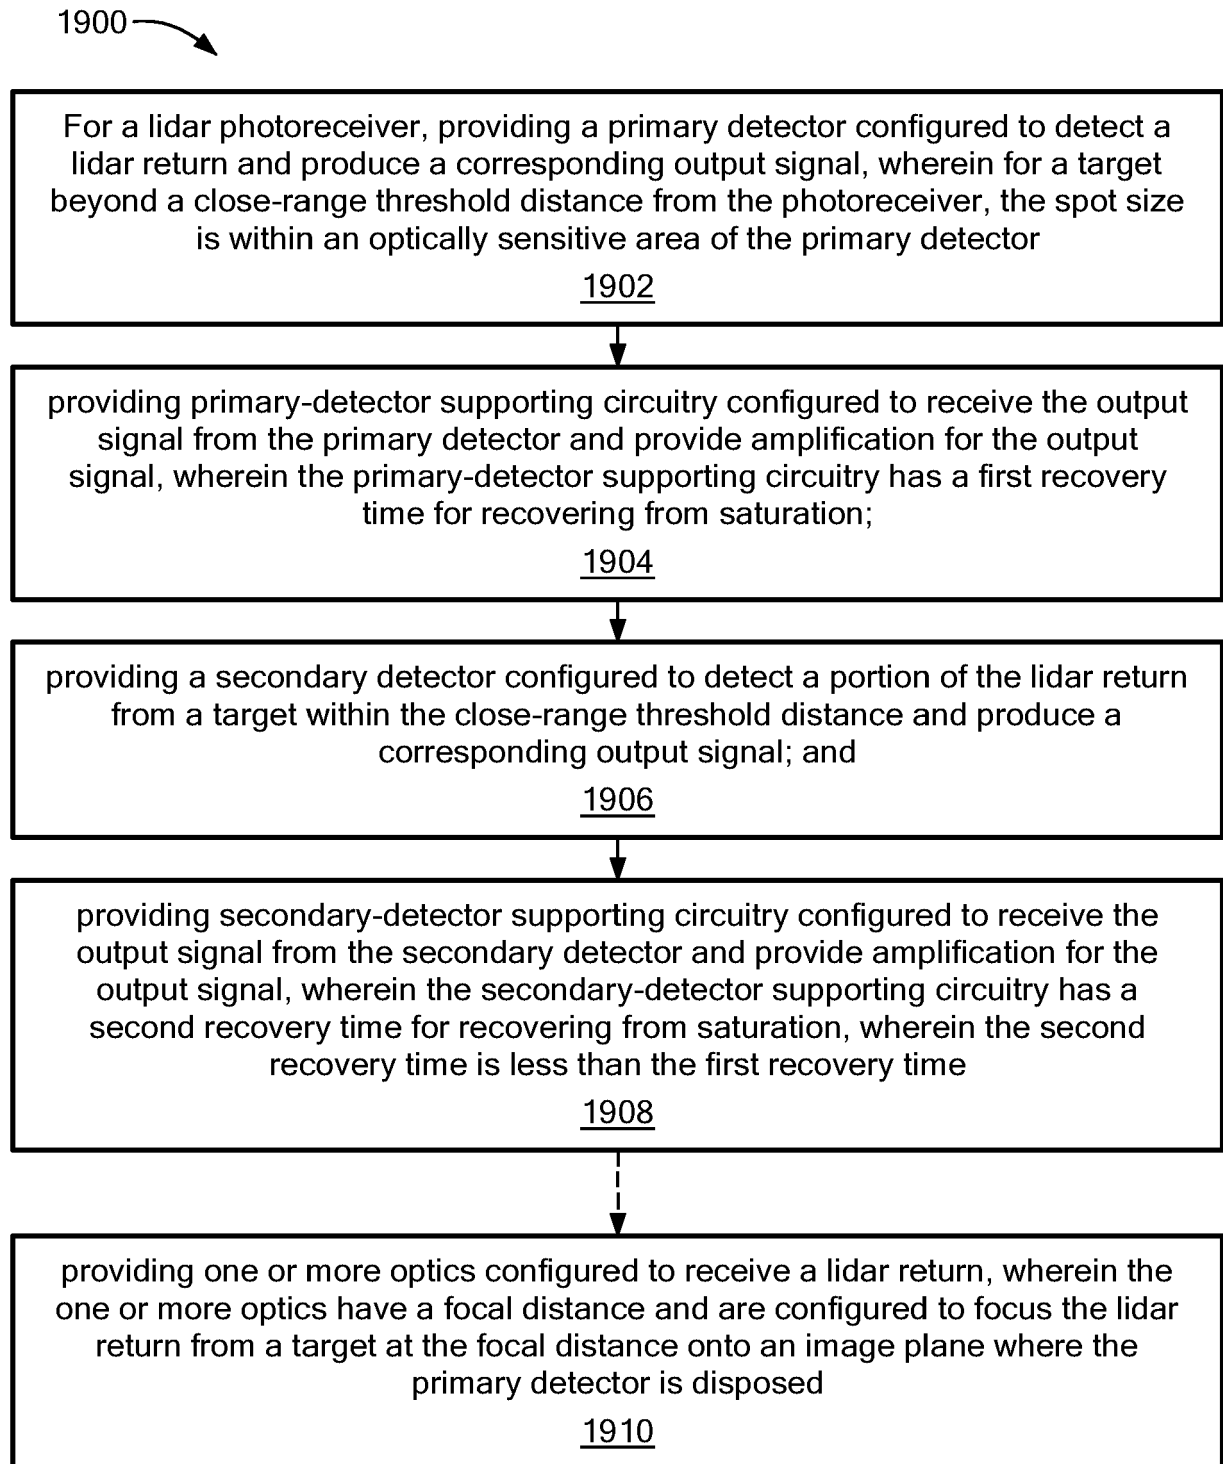 1900
For a lidar photoreceiver, providing a primary detector configured to detect a
lidar return and produce a corresponding output signal, wherein for a target
beyond a close-range threshold distance from the photoreceiver, the spot size
is within an optically sensitive area of the primary detector
1902
providing primary-detector supporting circuitry configured to receive the output
signal from the primary detector and provide amplification for the output
signal, wherein the primary-detector supporting circuitry has a first recovery
time for recovering from saturation;
1904
providing a secondary detector configured to detect a portion of the lidar return
from a target within the close-range threshold distance and produce a
corresponding output signal; and
1906
providing secondary-detector supporting circuitry configured to receive the
output signal from the secondary detector and provide amplification for the
output signal, wherein the secondary-detector supporting circuitry has a
second recovery time for recovering from saturation, wherein the second
recovery time is less than the first recovery time
1908
providing one or more optics configured to receive a lidar return, wherein the
one or more optics have a focal distance and are configured to focus the lidar
return from a target at the focal distance onto an image plane where the
primary detector is disposed
1910